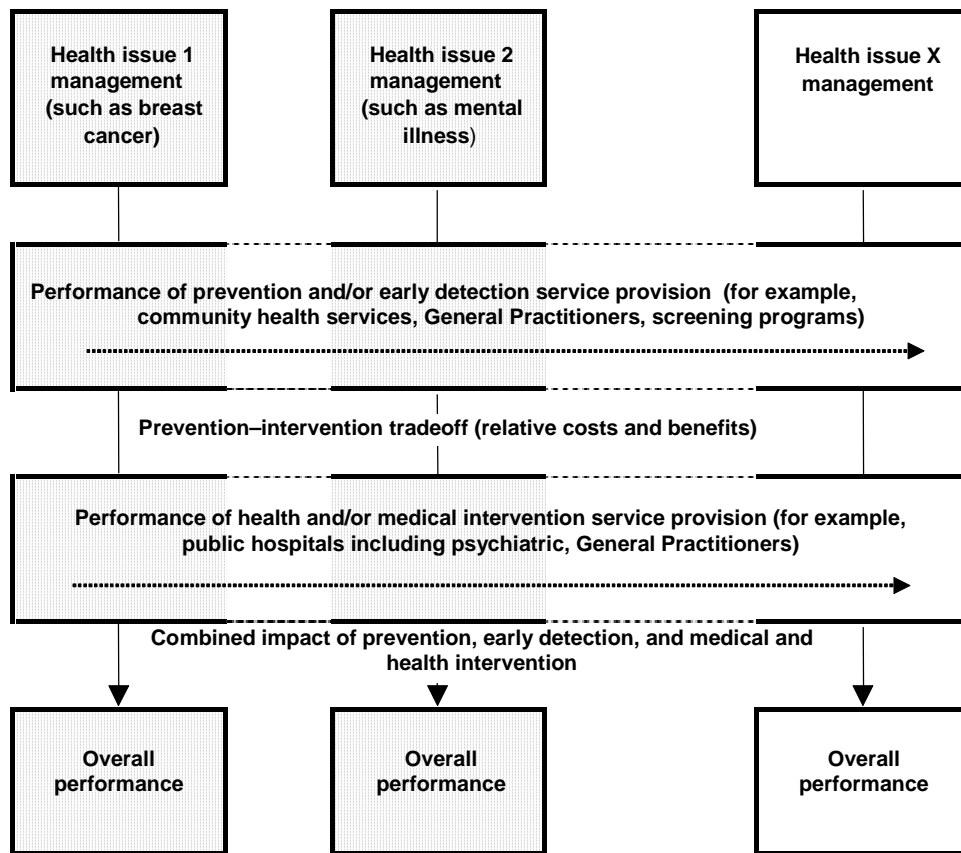 Health issue 1
management
(such as breast
cancer)
Health issue 2
management
(such as mental
illness)
Health issue X
management
Performance of prevention and/or early detection service provision (for example,
community health services, General Practitioners, screening programs)
Prevention–intervention tradeoff (relative costs and benefits)
Performance of health and/or medical intervention service provision (for example,
public hospitals including psychiatric, General Practitioners)
Combined impact of prevention, early detection, and medical and
health intervention
Overall
performance
Overall
performance
Overall
performance